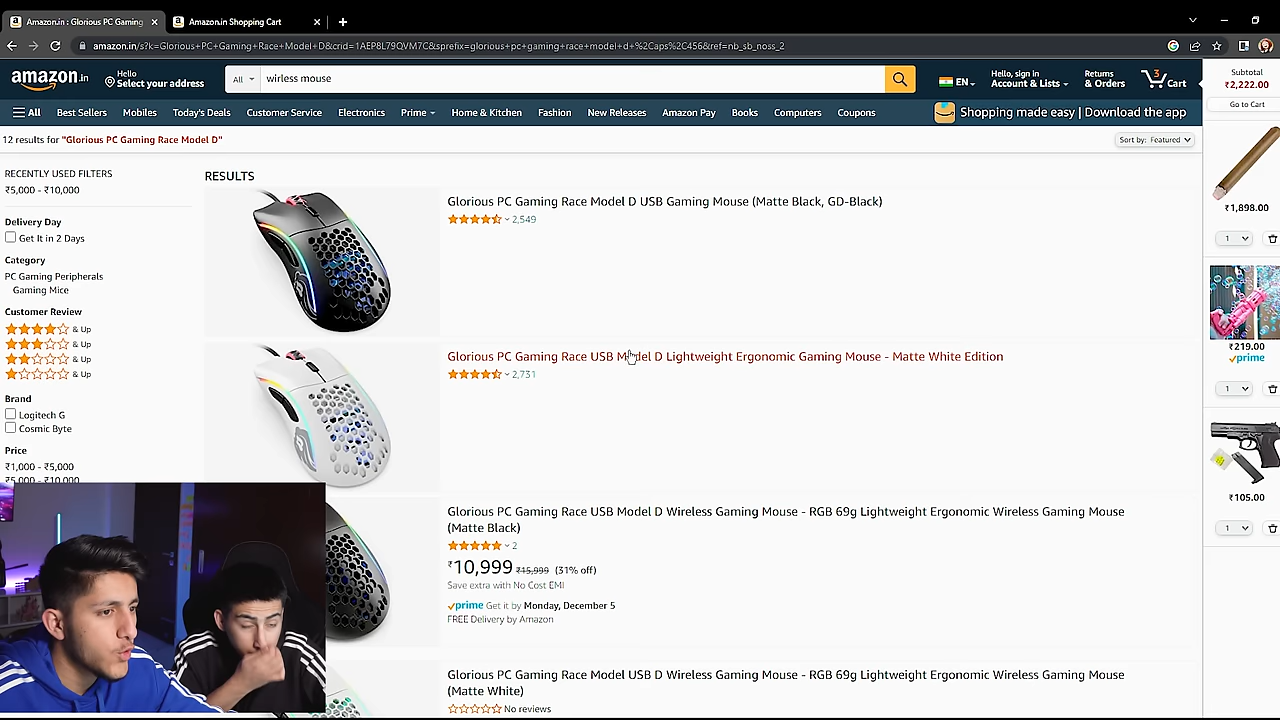 Amazon.in : Glorious PC Gaming
Amazon.in Shopping Cart
amazon.in/s?k=Glorious+PC+Gaming+Race+Model+D&crid=1AEP8L79QVM7C&sprefix=glorious+pc+gaming+race+model+d+%2Caps%2C456&ref=nb_sb_noss_2
amazon.in
Hello
Select your address
All
wirless mouse
EN
Hello, sign in
Account & Lists
Returns
& Orders
3
Cart
Subtotal
₹2,222.00
Go to Cart
All
Best Sellers
Mobiles
Today's Deals
Customer Service
Electronics
Prime
Home & Kitchen
Fashion
New Releases
Amazon Pay
Books
Computers
Coupons
Shopping made easy | Download the app
12 results for "Glorious PC Gaming Race Model D"
Sort by: Featured
RECENTLY USED FILTERS
₹5,000 - ₹10,000
Delivery Day
Get It in 2 Days
Category
PC Gaming Peripherals
Gaming Mice
Customer Review
& Up
& Up
& Up
& Up
Brand
Logitech G
Cosmic Byte
Price
₹1,000 - ₹5,000
₹5,000 - ₹10,000
RESULTS
Glorious PC Gaming Race Model D USB Gaming Mouse (Matte Black, GD-Black)
2,549
Glorious PC Gaming Race USB Model D Lightweight Ergonomic Gaming Mouse - Matte White Edition
2,731
Glorious PC Gaming Race USB Model D Wireless Gaming Mouse - RGB 69g Lightweight Ergonomic Wireless Gaming Mouse
(Matte Black)
2
₹10,999 ₹15,999 (31% off)
Save extra with No Cost EMI
prime Get it by Monday, December 5
FREE Delivery by Amazon
Glorious PC Gaming Race Model USB D Wireless Gaming Mouse - RGB 69g Lightweight Ergonomic Wireless Gaming Mouse
(Matte White)
No reviews
₹1,898.00
1
₹219.00
prime
1
₹105.00
1